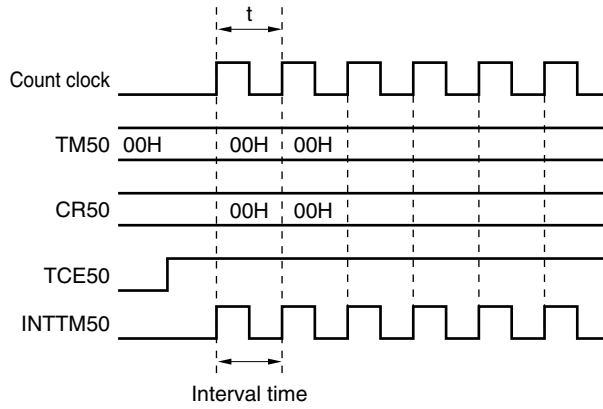 t
Count clock
TM50 00H 00H 00H
CR50 00H 00H
TCE50
INTTM50
Interval time